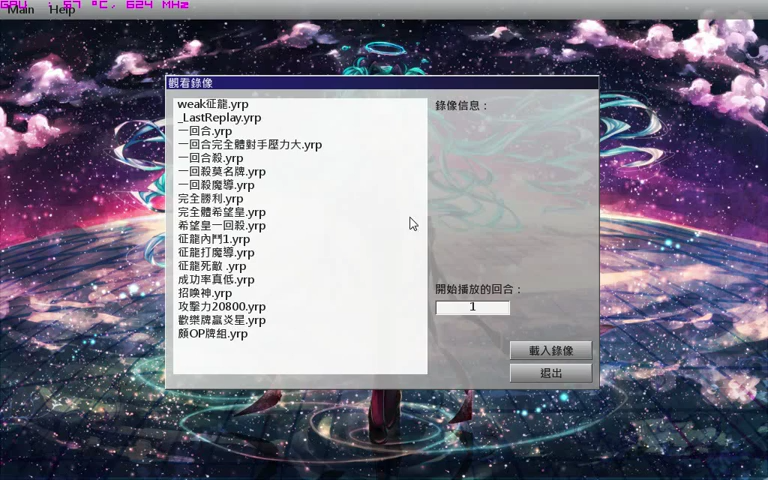 GPU : 57 °C, 624 MHz
Main Help
觀看錄像
weak征龍.yrp
_LastReplay.yrp
一回合.yrp
一回合完全體對手壓力大.yrp
一回合殺.yrp
一回殺莫名牌.yrp
一回殺魔導.yrp
完全勝利.yrp
完全體希望皇.yrp
希望皇一回殺.yrp
征龍內鬥1.yrp
征龍打魔導.yrp
征龍死敵 .yrp
成功率真低.yrp
招喚神.yrp
攻擊力20800.yrp
歡樂牌贏炎星.yrp
頗OP牌組.yrp
錄像信息：
開始播放的回合：
1
載入錄像
退出